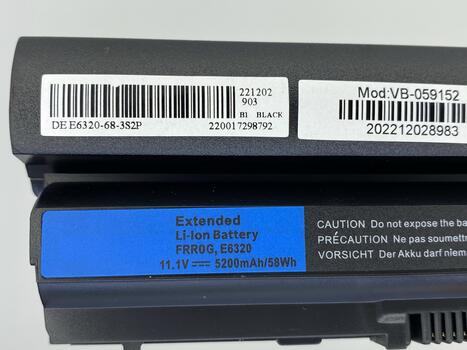 221202
903
B1 BLACK
DE E6320-68-3S2P
220017298792
Mod:VB-059152
202212028983
Extended
Li-Ion Battery
FRR0G, E6320
11.1V ⎓ 5200mAh/58Wh
CAUTION Do not expose the ba
PRÉCAUTION Ne pas soumett
VORSICHT Der Akku darf niem